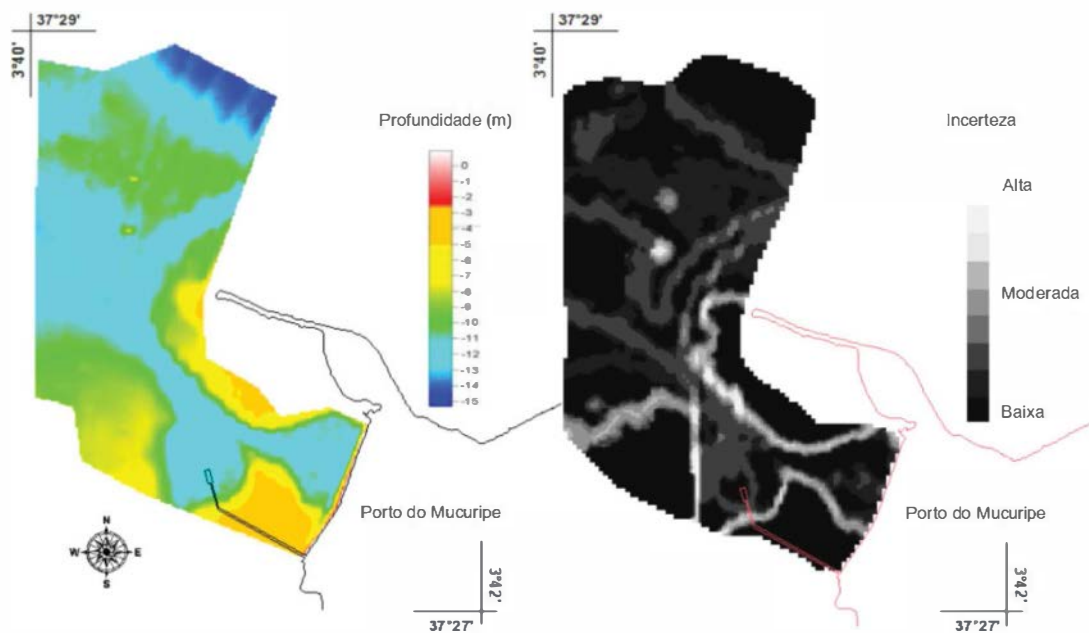 37°29'
3°40'
Profundidade (m)
0
-1
-2
-4
-5
-6
-8
-9
-10
-11
-12
-13
-14
-15
N
W
E
S
Porto do Mucuripe
3°42'
37°27'
37°29'
3°40'
Incerteza
Alta
Moderada
Baixa
Porto do Mucuripe
3°42'
37°27'